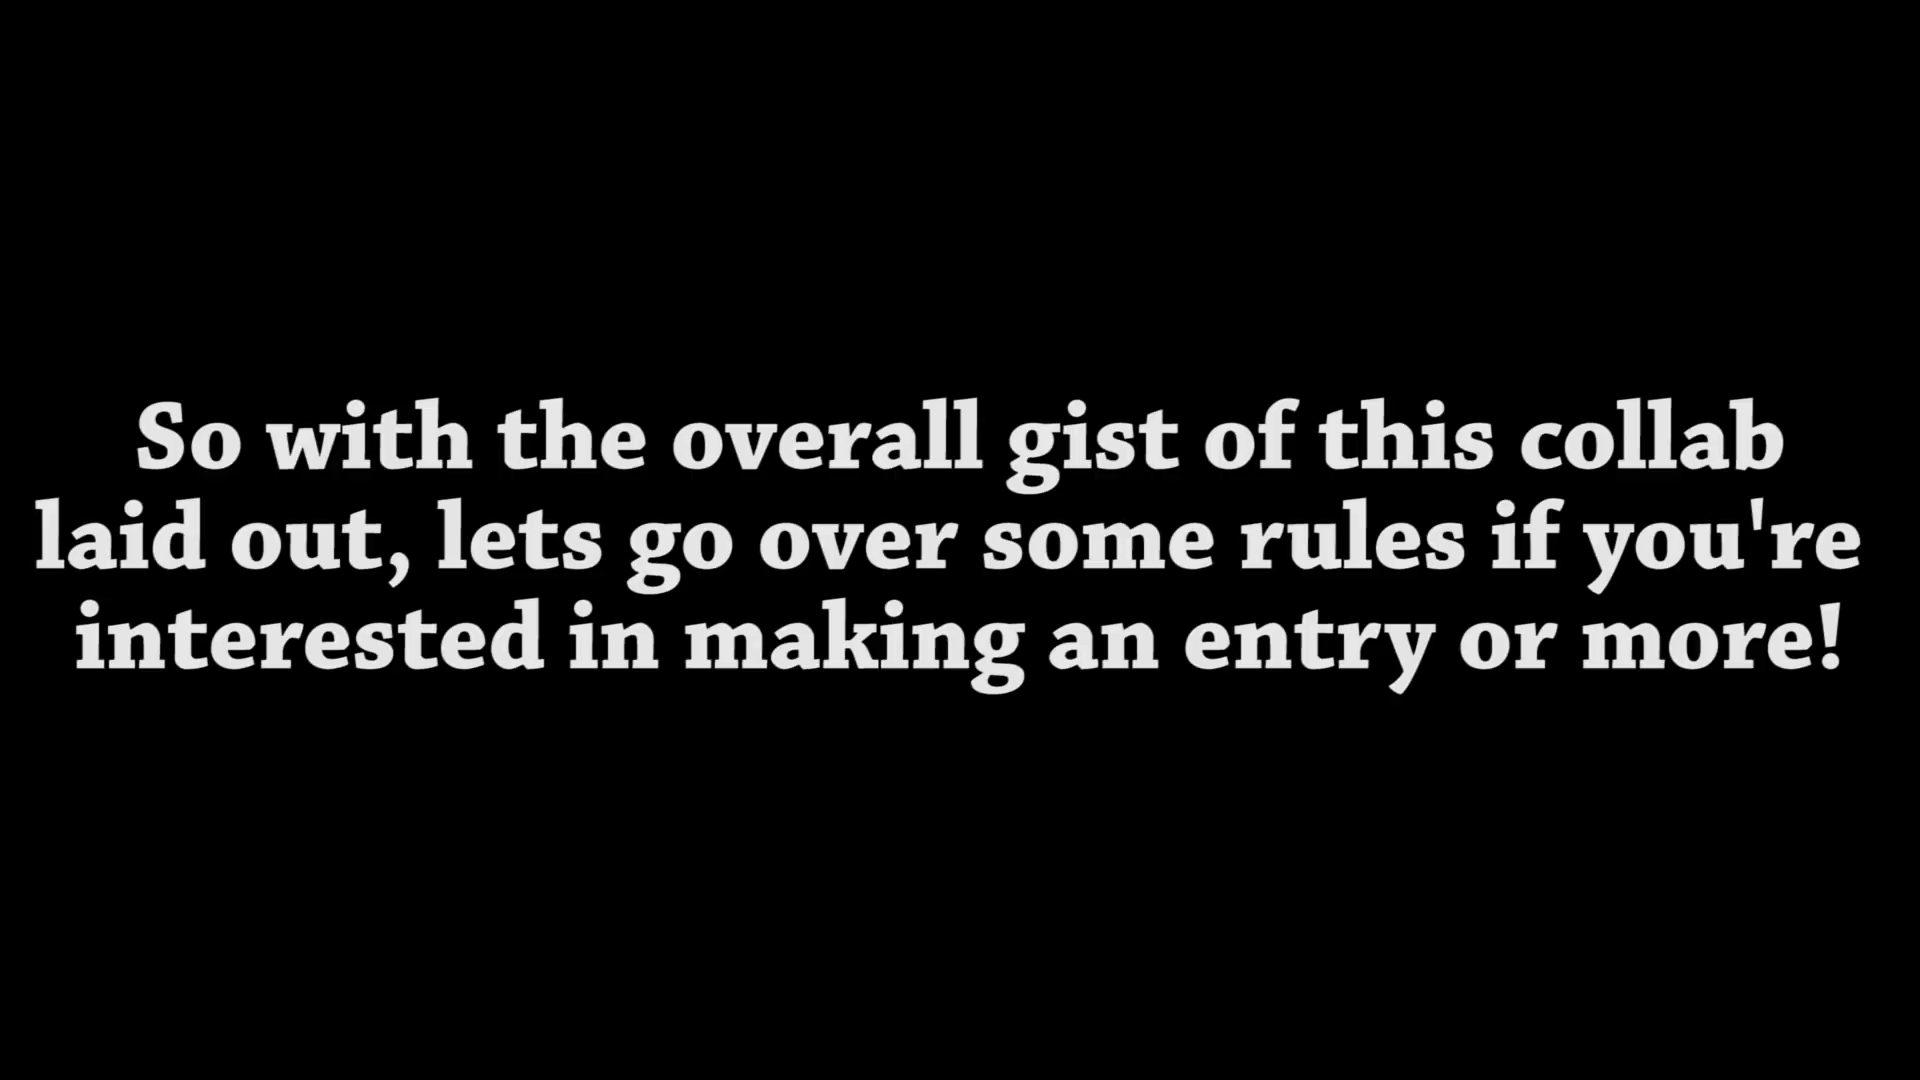 So with the overall gist of this collab
laid out, lets go over some rules if you're
interested in making an entry or more!